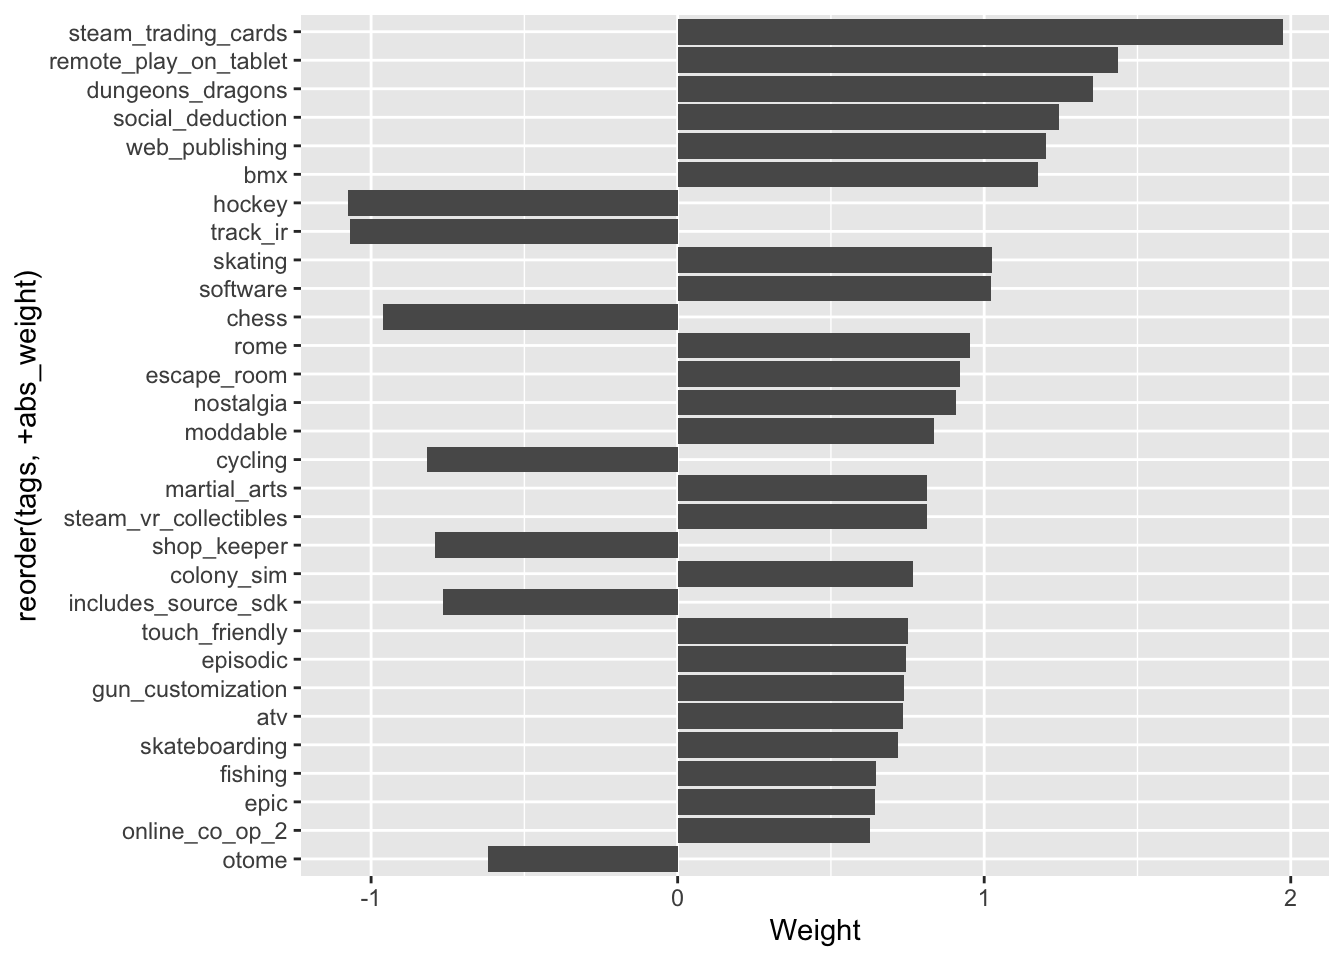 steam_trading_cards
remote_play_on_tablet
dungeons_dragons
social_deduction
web_publishing
bmx
hockey
track_ir
skating
software
chess
rome
escape_room
nostalgia
moddable
cycling
martial_arts
steam_vr_collectibles
shop_keeper
colony_sim
includes_source_sdk
touch_friendly
episodic
gun_customization
atv
skateboarding
fishing
epic
online_co_op_2
otome
reorder(tags, +abs_weight)
-1 0 1 2
Weight